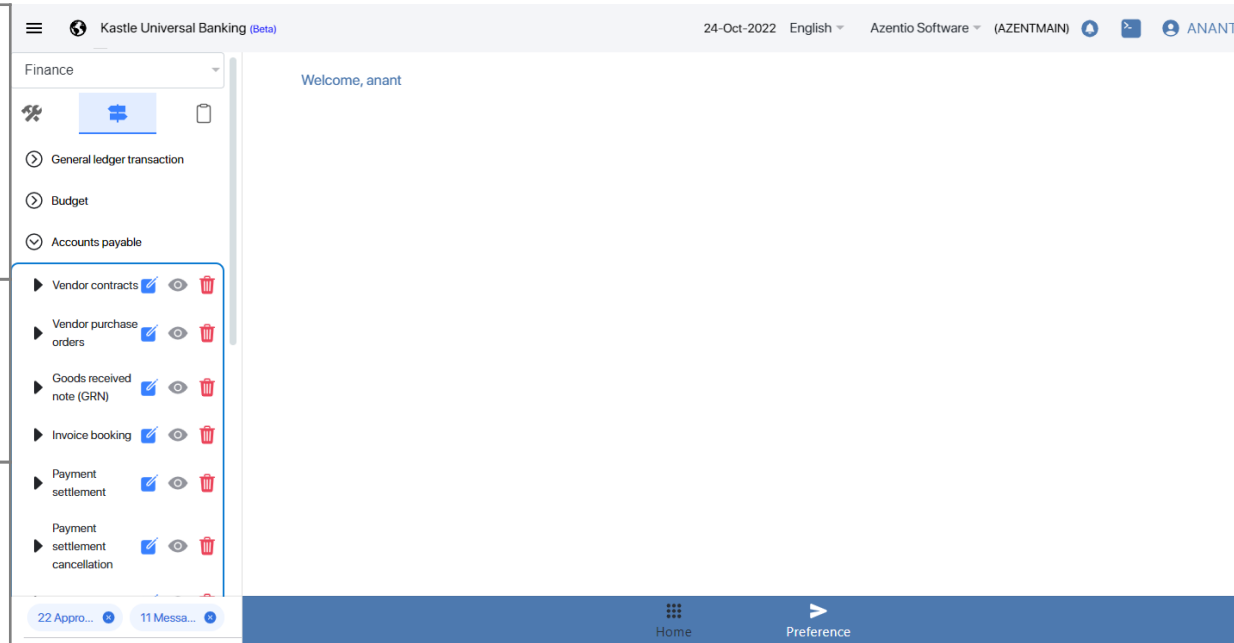 Kastle Universal Banking (Beta)
24-Oct-2022 English Azentio Software (AZENTMAIN) ANANT
Finance
Welcome, anant
General ledger transaction
Budget
Accounts payable
Vendor contracts
Vendor purchase
orders
Goods received
note (GRN)
Invoice booking
Payment
settlement
Payment
settlement
cancellation
22 Appro...
11 Messa...
Home
Preference